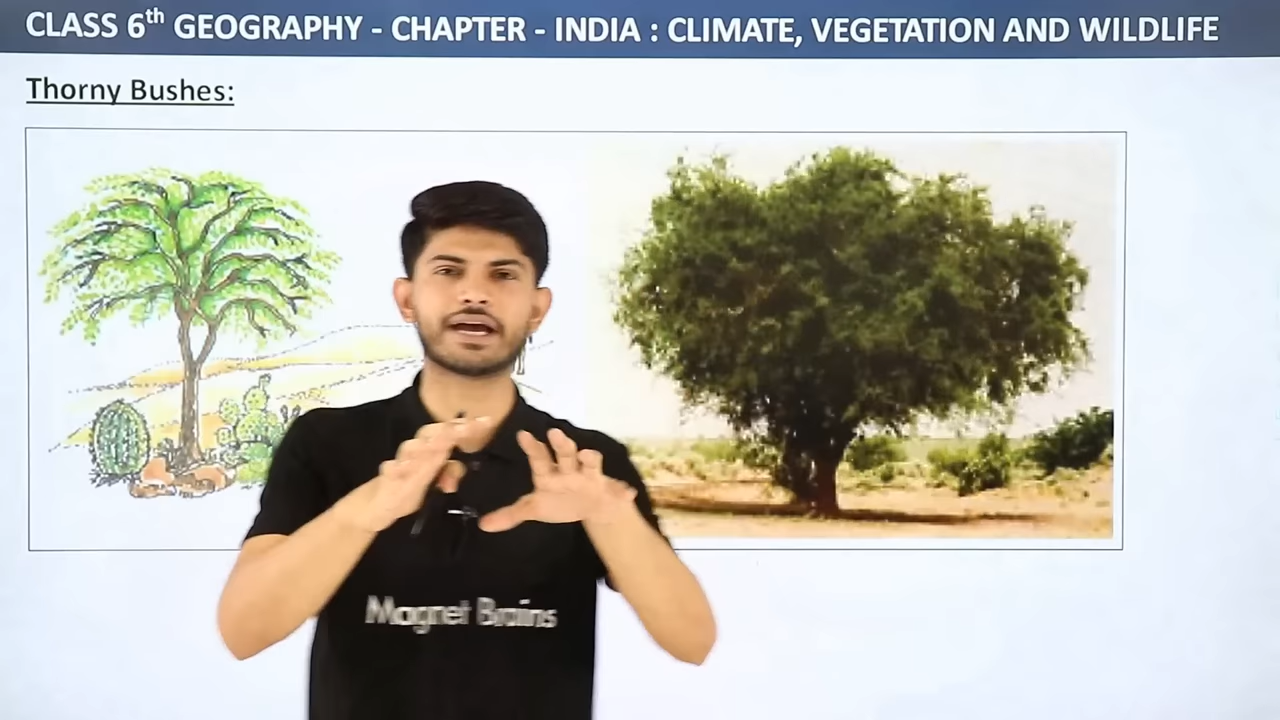 CLASS 6th GEOGRAPHY - CHAPTER - INDIA : CLIMATE, VEGETATION AND WILDLIFE
Thorny Bushes:
Magnet Brains